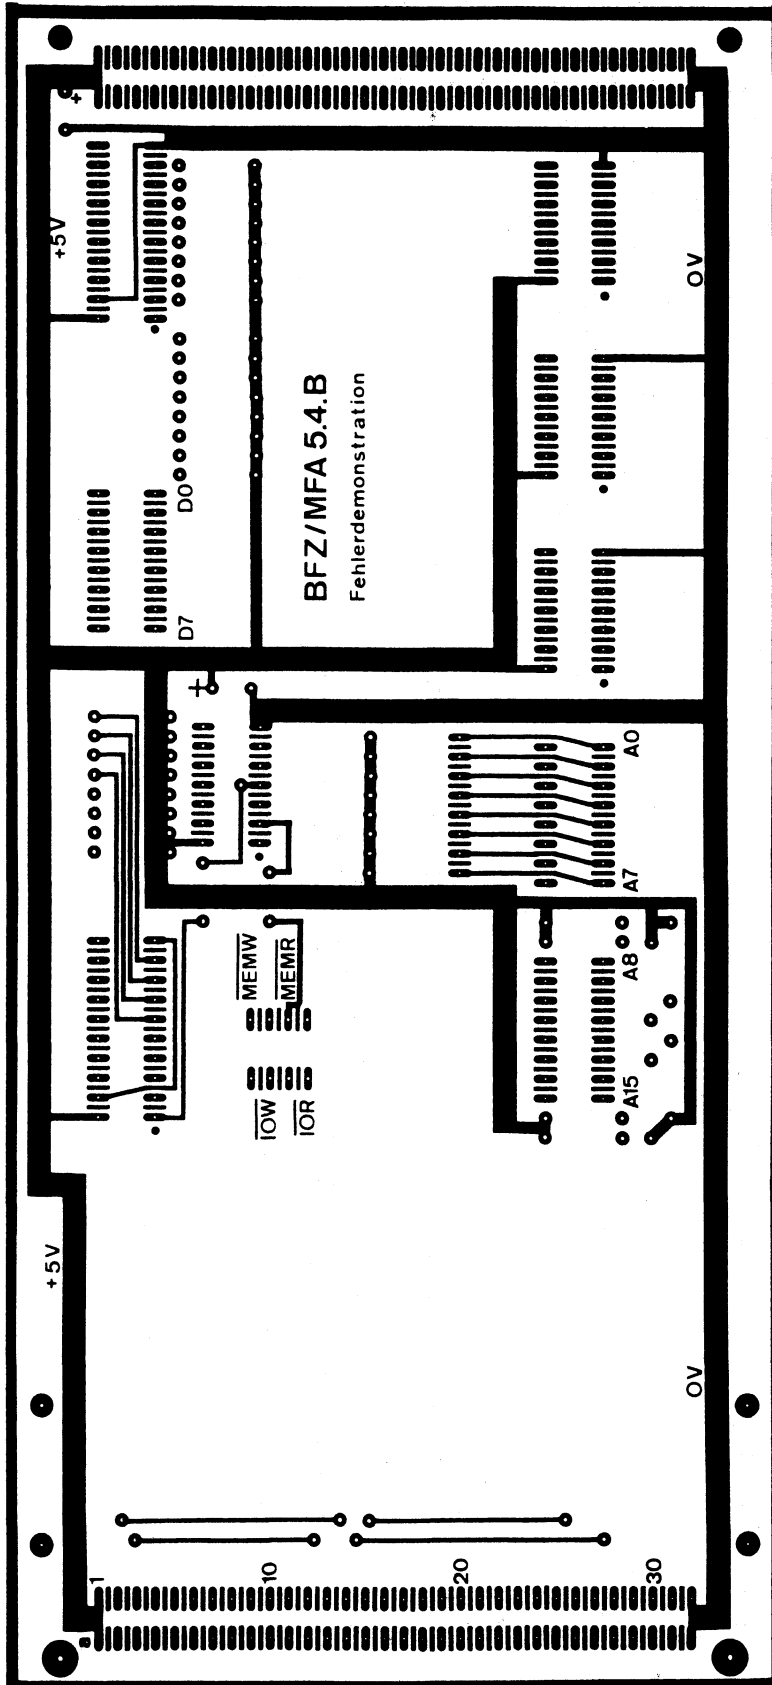 +
+5V
0V
BFZ/MFA 5.4.B
Fehlerdemonstration
D0
D7
+
A0
A7
A8
A15
MEMW
MEMR
IOW
IOR
+5V
0V
a
1
10
20
30